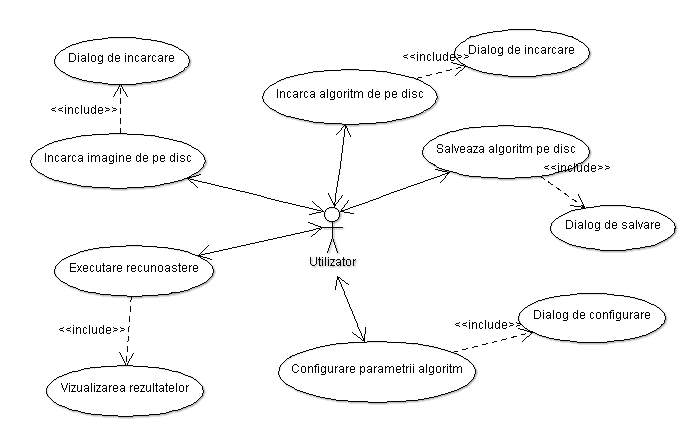 Dialog de incarcare
<<include>>
Incarca imagine de pe disc
Dialog de incarcare
<<include>>
Incarca algoritm de pe disc
Salveaza algoritm pe disc
<<include>>
Dialog de salvare
Utilizator
Executare recunoastere
<<include>>
Vizualizarea rezultatelor
Dialog de configurare
<<include>>
Configurare parametrii algoritm